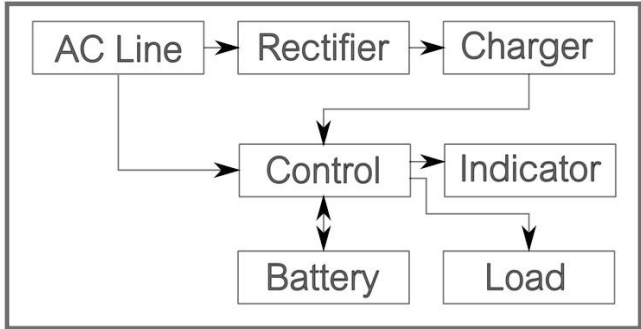 AC Line
Rectifier
Charger
Control
Indicator
Battery
Load